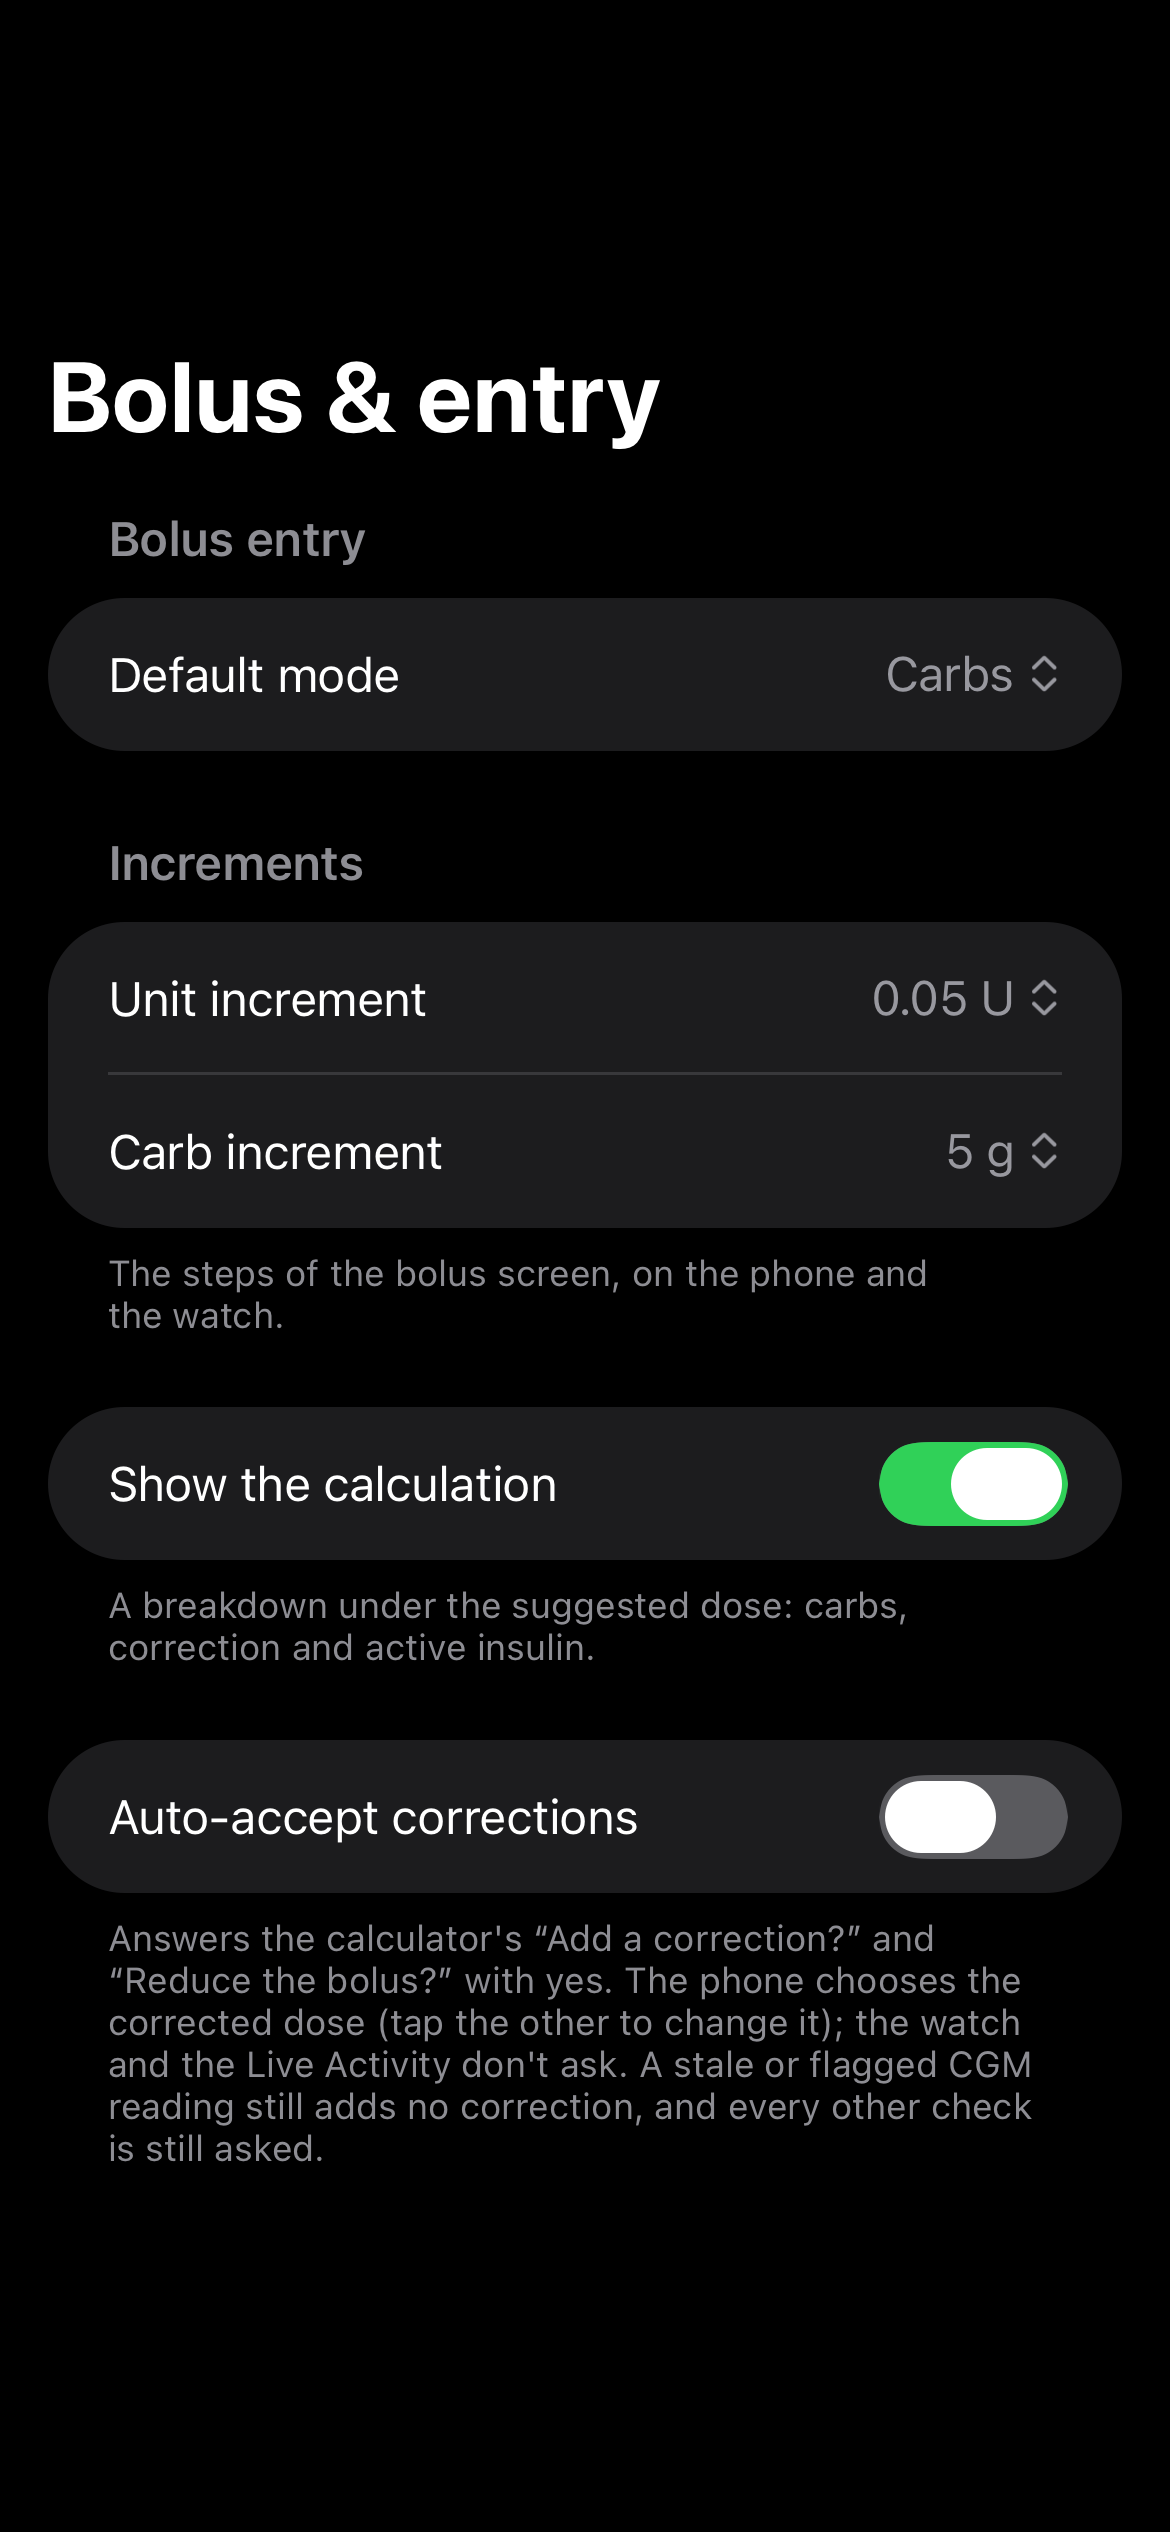 Bolus & entry
Bolus entry
Default mode Carbs
Increments
Unit increment 0.05 U
Carb increment 5 g
The steps of the bolus screen, on the phone and
the watch.
Show the calculation
A breakdown under the suggested dose: carbs,
correction and active insulin.
Auto-accept corrections
Answers the calculator's “Add a correction?” and
“Reduce the bolus?” with yes. The phone chooses the
corrected dose (tap the other to change it); the watch
and the Live Activity don't ask. A stale or flagged CGM
reading still adds no correction, and every other check
is still asked.